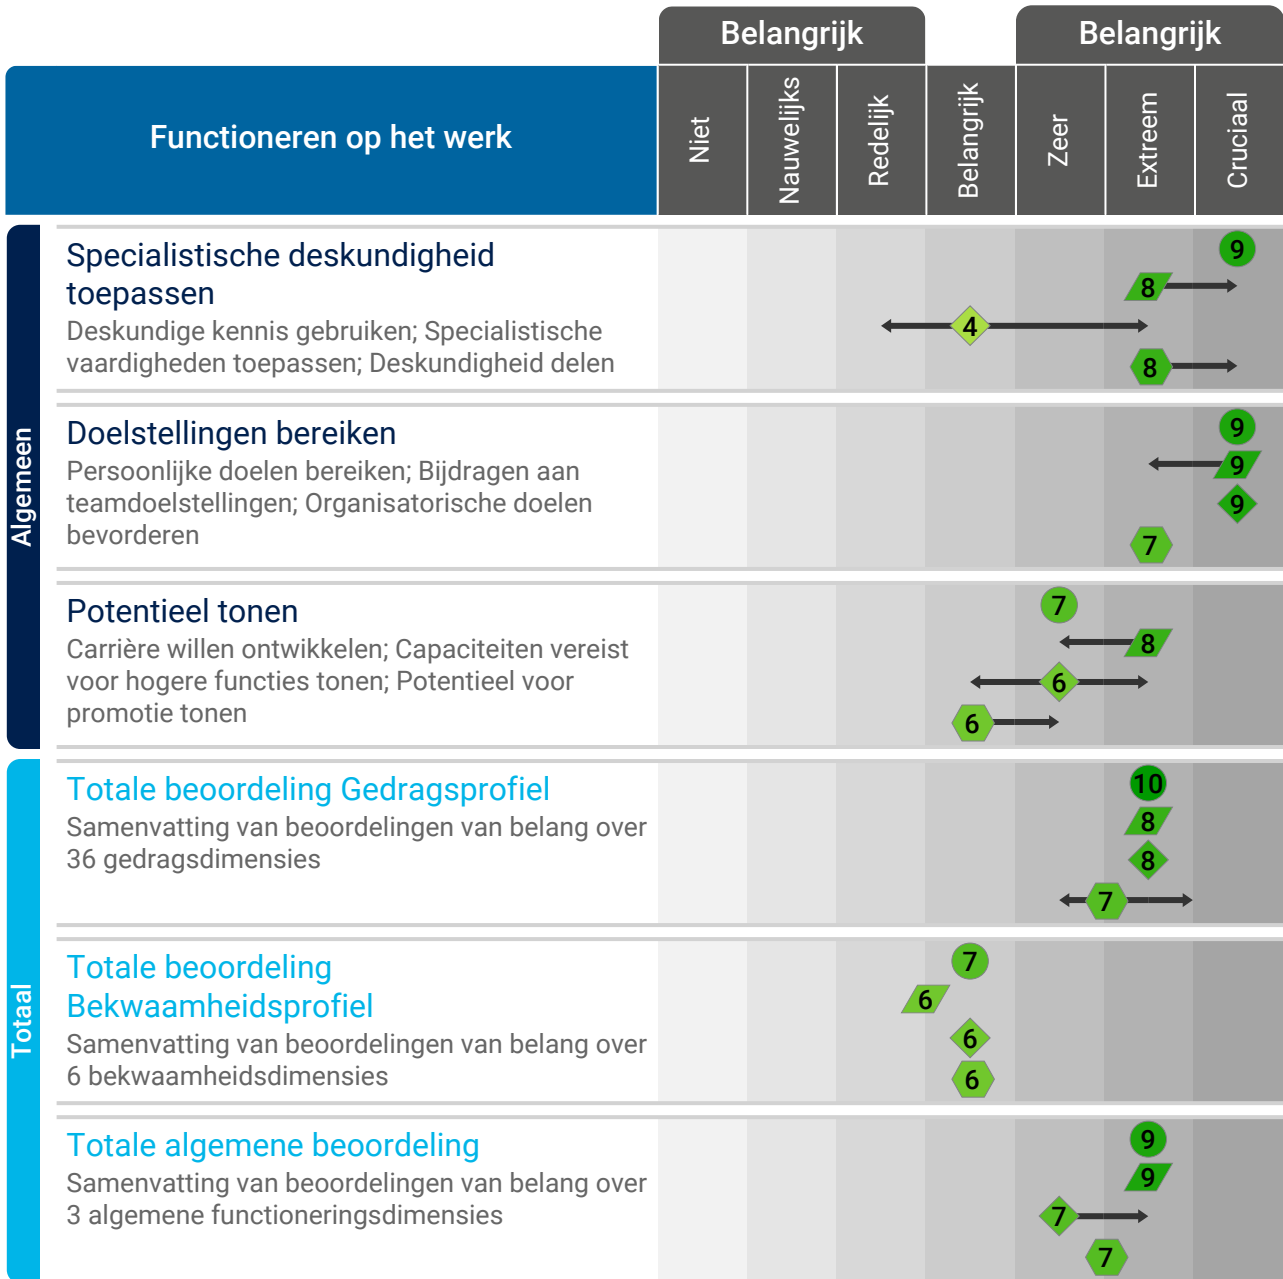 Belangrijk
Belangrijk
Functioneren op het werk
Niet
Nauwelijks
Redelijk
Belangrijk
Zeer
Extreem
Cruciaal
Algemeen
Specialistische deskundigheid
toepassen
Deskundige kennis gebruiken; Specialistische
vaardigheden toepassen; Deskundigheid delen
9
8
4
8
Doelstellingen bereiken
Persoonlijke doelen bereiken; Bijdragen aan
teamdoelstellingen; Organisatorische doelen
bevorderen
9
9
9
7
Potentieel tonen
Carrière willen ontwikkelen; Capaciteiten vereist
voor hogere functies tonen; Potentieel voor
promotie tonen
7
8
6
6
Totaal
Totale beoordeling Gedragsprofiel
Samenvatting van beoordelingen van belang over
36 gedragsdimensies
10
8
8
7
Totale beoordeling
Bekwaamheidsprofiel
Samenvatting van beoordelingen van belang over
6 bekwaamheidsdimensies
7
6
6
6
Totale algemene beoordeling
Samenvatting van beoordelingen van belang over
3 algemene functioneringsdimensies
9
9
7
7